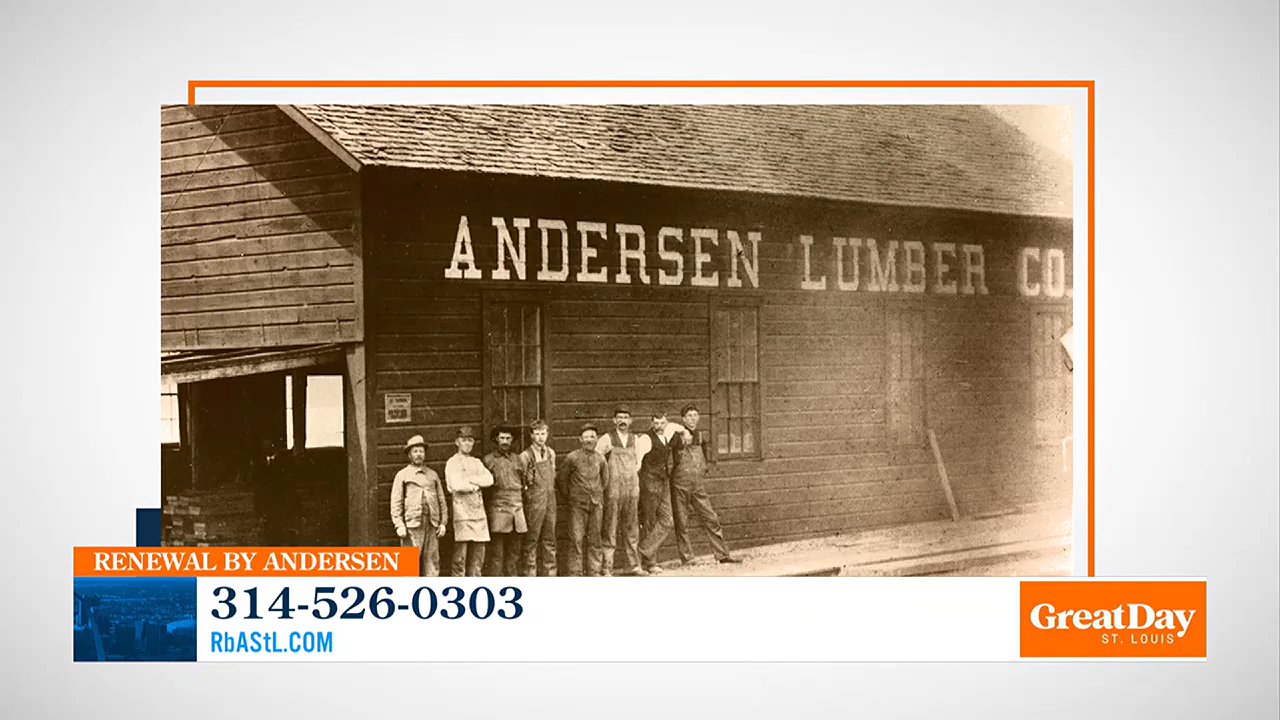 ANDERSEN LUMBER CO.
RENEWAL BY ANDERSEN
314-526-0303
RbAStL.COM
GreatDay
ST. LOUIS